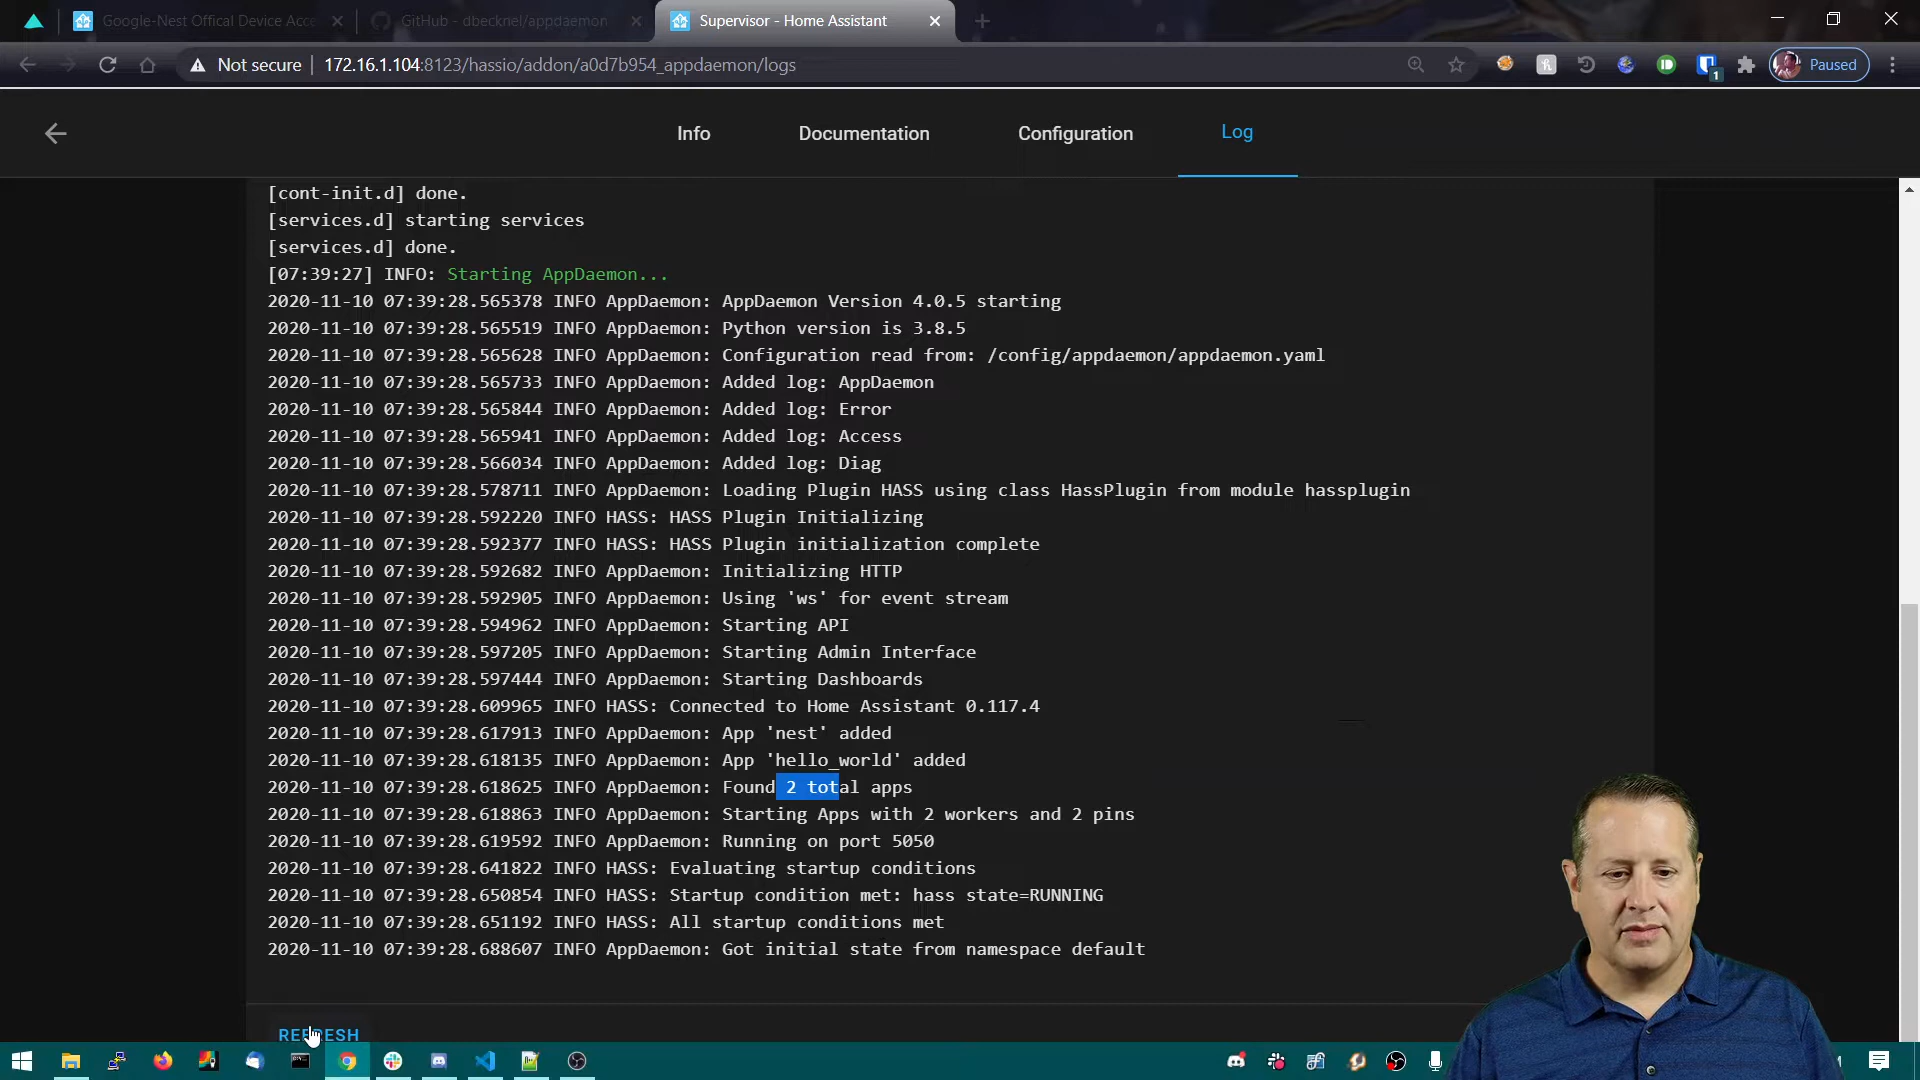 Google-Nest Offical Device Acce
GitHub - dbecknel/appdaemon
Supervisor - Home Assistant
Not secure
172.16.1.104:8123/hassio/addon/a0d7b954_appdaemon/logs
1
Paused
Info
Documentation
Configuration
Log
[cont-init.d] done.
[services.d] starting services
[services.d] done.
[07:39:27] INFO: Starting AppDaemon...
2020-11-10 07:39:28.565378 INFO AppDaemon: AppDaemon Version 4.0.5 starting
2020-11-10 07:39:28.565519 INFO AppDaemon: Python version is 3.8.5
2020-11-10 07:39:28.565628 INFO AppDaemon: Configuration read from: /config/appdaemon/appdaemon.yaml
2020-11-10 07:39:28.565733 INFO AppDaemon: Added log: AppDaemon
2020-11-10 07:39:28.565844 INFO AppDaemon: Added log: Error
2020-11-10 07:39:28.565941 INFO AppDaemon: Added log: Access
2020-11-10 07:39:28.566034 INFO AppDaemon: Added log: Diag
2020-11-10 07:39:28.578711 INFO AppDaemon: Loading Plugin HASS using class HassPlugin from module hassplugin
2020-11-10 07:39:28.592220 INFO HASS: HASS Plugin Initializing
2020-11-10 07:39:28.592377 INFO HASS: HASS Plugin initialization complete
2020-11-10 07:39:28.592682 INFO AppDaemon: Initializing HTTP
2020-11-10 07:39:28.592905 INFO AppDaemon: Using 'ws' for event stream
2020-11-10 07:39:28.594962 INFO AppDaemon: Starting API
2020-11-10 07:39:28.597205 INFO AppDaemon: Starting Admin Interface
2020-11-10 07:39:28.597444 INFO AppDaemon: Starting Dashboards
2020-11-10 07:39:28.609965 INFO HASS: Connected to Home Assistant 0.117.4
2020-11-10 07:39:28.617913 INFO AppDaemon: App 'nest' added
2020-11-10 07:39:28.618135 INFO AppDaemon: App 'hello_world' added
2020-11-10 07:39:28.618625 INFO AppDaemon: Found 2 total apps
2020-11-10 07:39:28.618863 INFO AppDaemon: Starting Apps with 2 workers and 2 pins
2020-11-10 07:39:28.619592 INFO AppDaemon: Running on port 5050
2020-11-10 07:39:28.641822 INFO HASS: Evaluating startup conditions
2020-11-10 07:39:28.650854 INFO HASS: Startup condition met: hass state=RUNNING
2020-11-10 07:39:28.651192 INFO HASS: All startup conditions met
2020-11-10 07:39:28.688607 INFO AppDaemon: Got initial state from namespace default
REFRESH